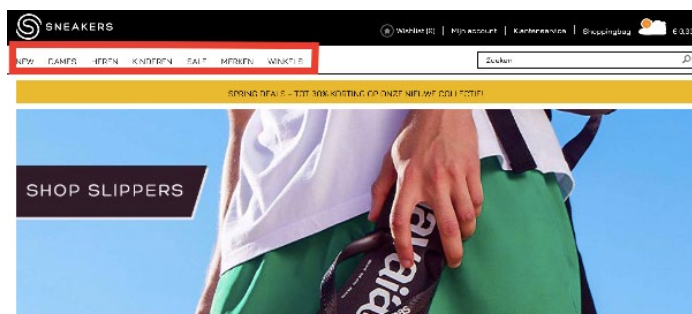 SNEAKERS
Wishlist (0) | Mijn account | Klantenservice | Shoppingbag
NEW DAMES HEREN KINDEREN SALE MERKEN WINKELS
Zoeken
SPRING DEALS – TOT 30% KORTING OP ONZE NIEUWE COLLECTIE!
SHOP SLIPPERS